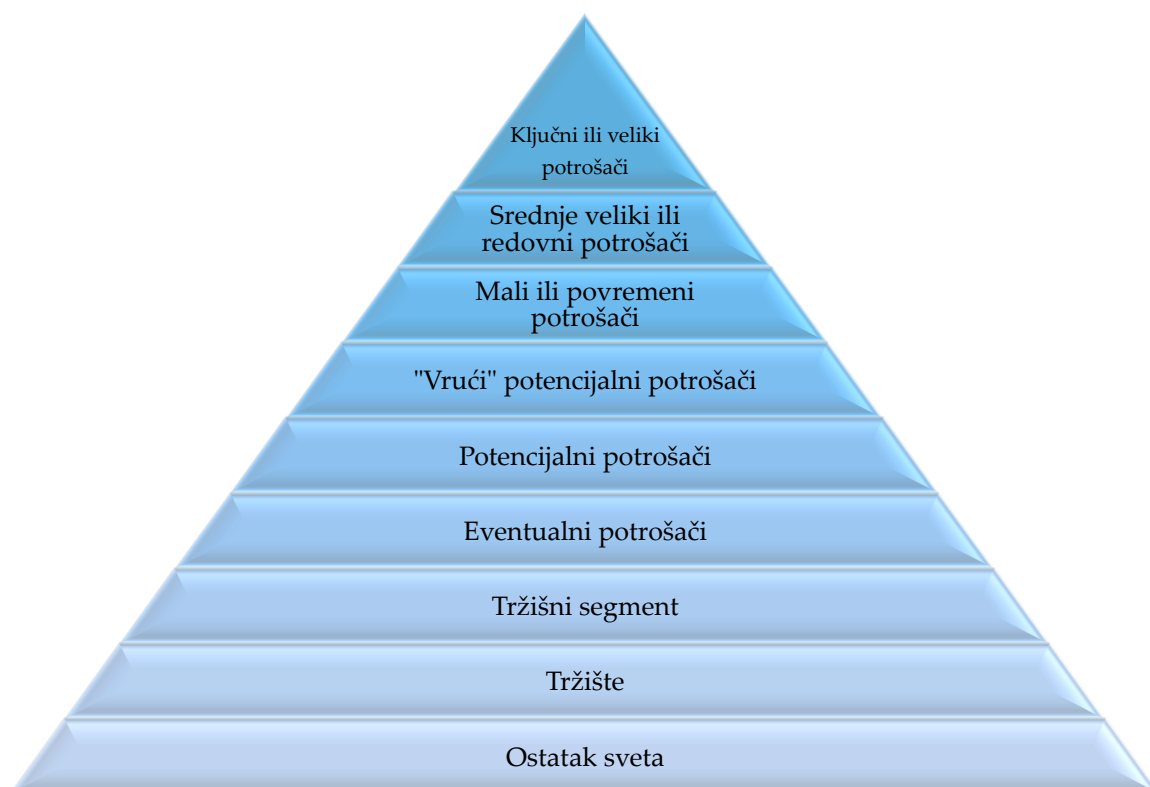 Ključni ili veliki
potrošači
Srednje veliki ili
redovni potrošači
Mali ili povremeni
potrošači
"Vrući" potencijalni potrošači
Potencijalni potrošači
Eventualni potrošači
Tržišni segment
Tržište
Ostatak sveta